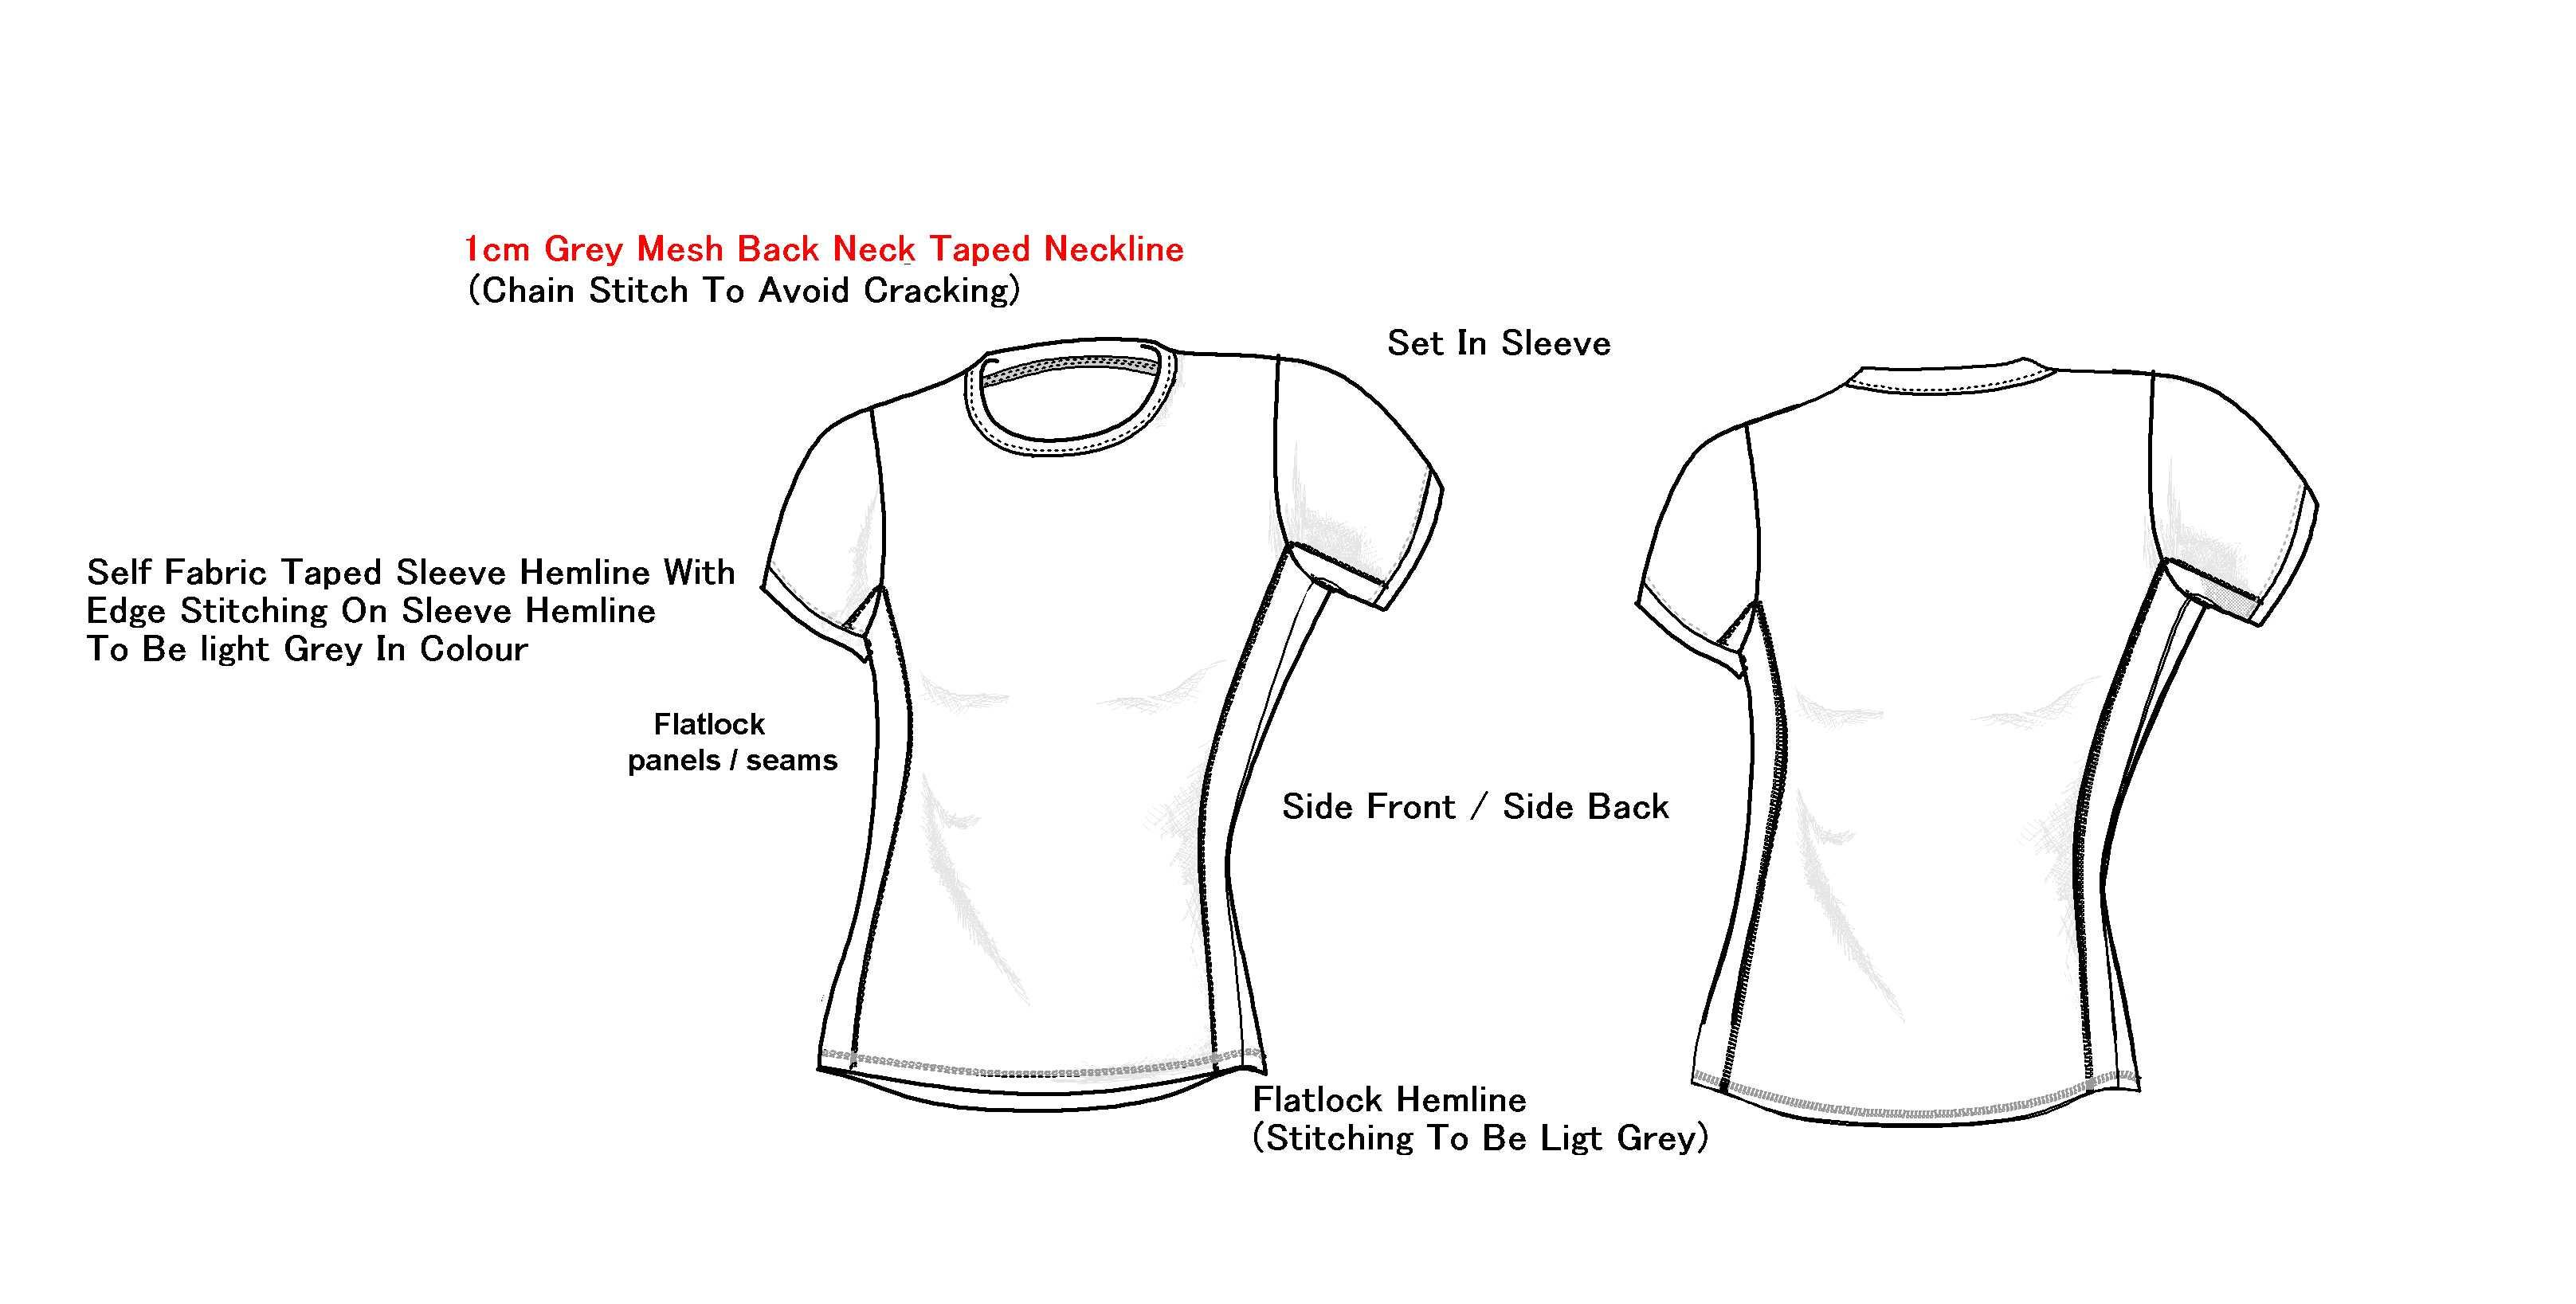 1cm Grey Mesh Back Neck Taped Neckline
(Chain Stitch To Avoid Cracking)
Set In Sleeve
Self Fabric Taped Sleeve Hemline With
Edge Stitching On Sleeve Hemline
To Be light Grey In Colour
Flatlock
panels / seams
Side Front / Side Back
Flatlock Hemline
(Stitching To Be Ligt Grey)